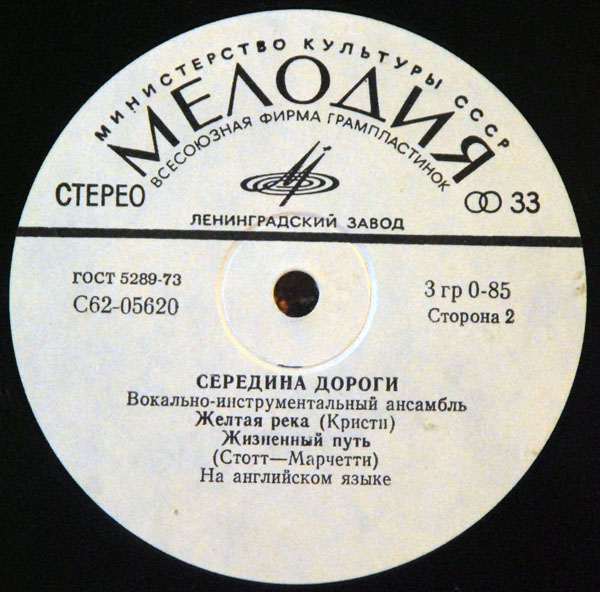 МИНИСТЕРСТВО КУЛЬТУРЫ СССР
МЕЛОДИЯ
ВСЕСОЮЗНАЯ ФИРМА ГРАМПЛАСТИНОК
СТЕРЕО
33
ЛЕНИНГРАДСКИЙ ЗАВОД
ГОСТ 5289-73
3 гр 0-85
С62-05620
Сторона 2
СЕРЕДИНА ДОРОГИ
Вокально-инструментальный ансамбль
Желтая река (Кристи)
Жизненный путь
(Стотт—Марчетти)
На английском языке